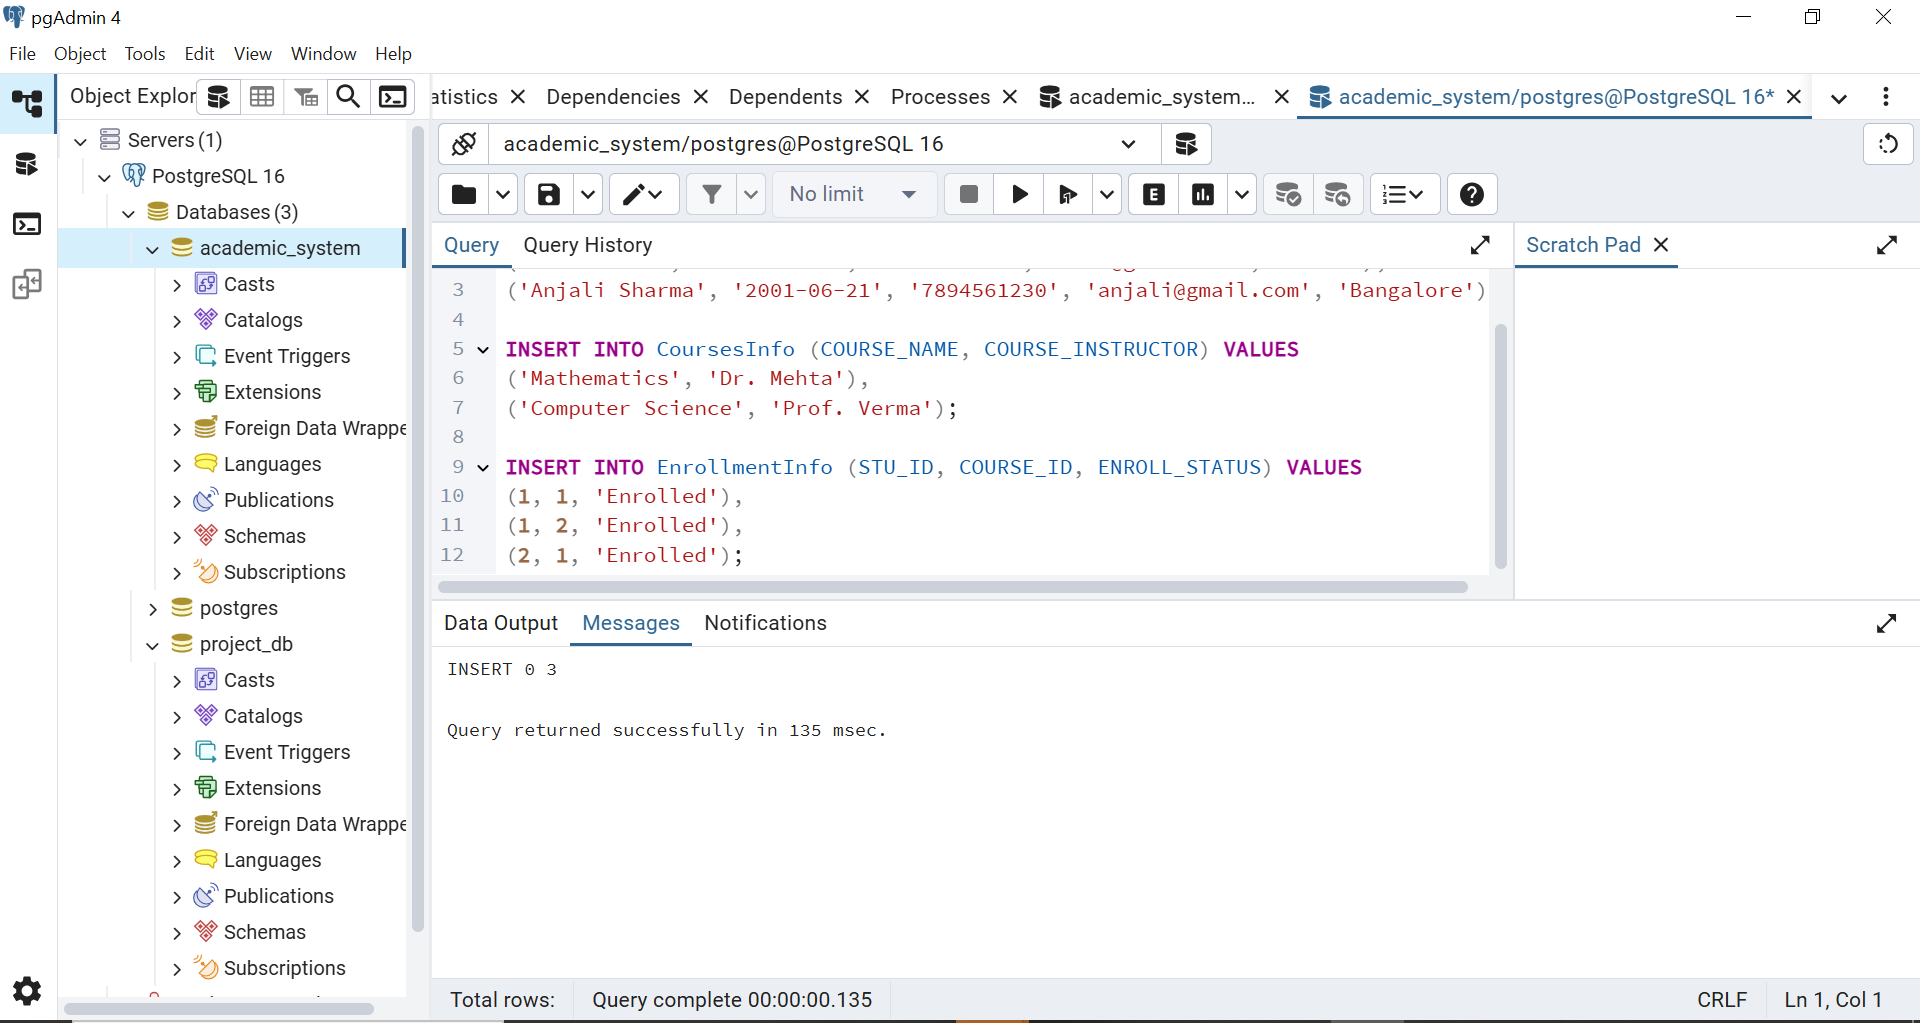 pgAdmin 4
File Object Tools Edit View Window Help
Object Explor
atistics Dependencies Dependents Processes academic_system... academic_system/postgres@PostgreSQL 16*
Servers (1)
PostgreSQL 16
Databases (3)
academic_system
Casts
Catalogs
Event Triggers
Extensions
Foreign Data Wrappe
Languages
Publications
Schemas
Subscriptions
postgres
project_db
Casts
Catalogs
Event Triggers
Extensions
Foreign Data Wrappe
Languages
Publications
Schemas
Subscriptions
academic_system/postgres@PostgreSQL 16
No limit
E
Query Query History
Scratch Pad
3 ('Anjali Sharma', '2001-06-21', '7894561230', 'anjali@gmail.com', 'Bangalore')
4
5 INSERT INTO CoursesInfo (COURSE_NAME, COURSE_INSTRUCTOR) VALUES
6 ('Mathematics', 'Dr. Mehta'),
7 ('Computer Science', 'Prof. Verma');
8
9 INSERT INTO EnrollmentInfo (STU_ID, COURSE_ID, ENROLL_STATUS) VALUES
10 (1, 1, 'Enrolled'),
11 (1, 2, 'Enrolled'),
12 (2, 1, 'Enrolled');
Data Output Messages Notifications
INSERT 0 3
Query returned successfully in 135 msec.
Total rows: Query complete 00:00:00.135 CRLF Ln 1, Col 1